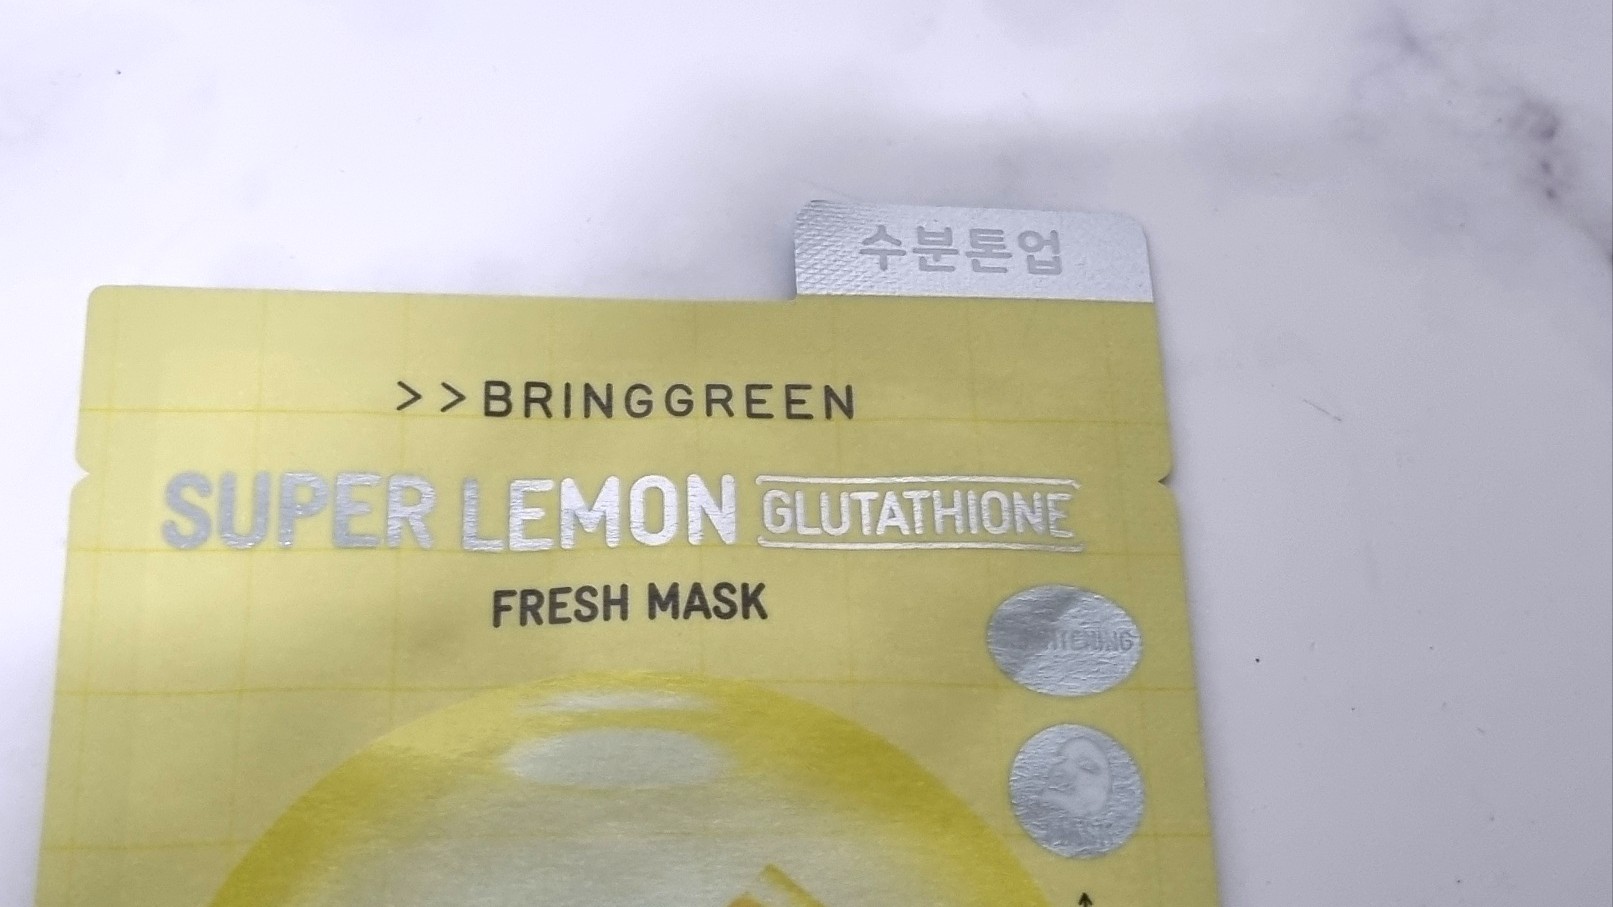 수분톤업
>>BRINGGREEN
SUPER LEMON GLUTATHIONE
FRESH MASK